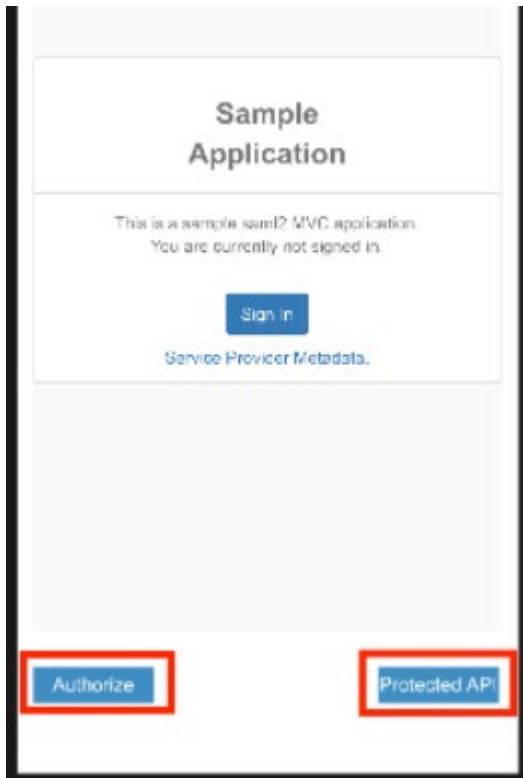 Sample
Application
This is a sample saml2 MVC application.
You are currently not signed in.
Sign In
Service Provider Metadata.
Authorize
Protected API